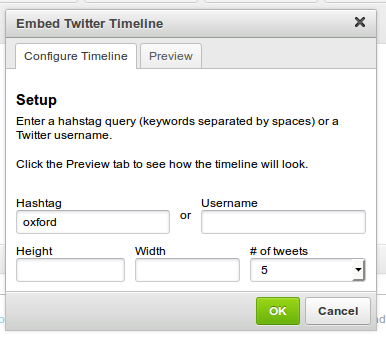 Embed Twitter Timeline
Configure Timeline Preview
Setup
Enter a hahstag query (keywords separated by spaces) or a
Twitter username.
Click the Preview tab to see how the timeline will look.
Hashtag or Username
oxford
Height Width # of tweets
5
OK Cancel